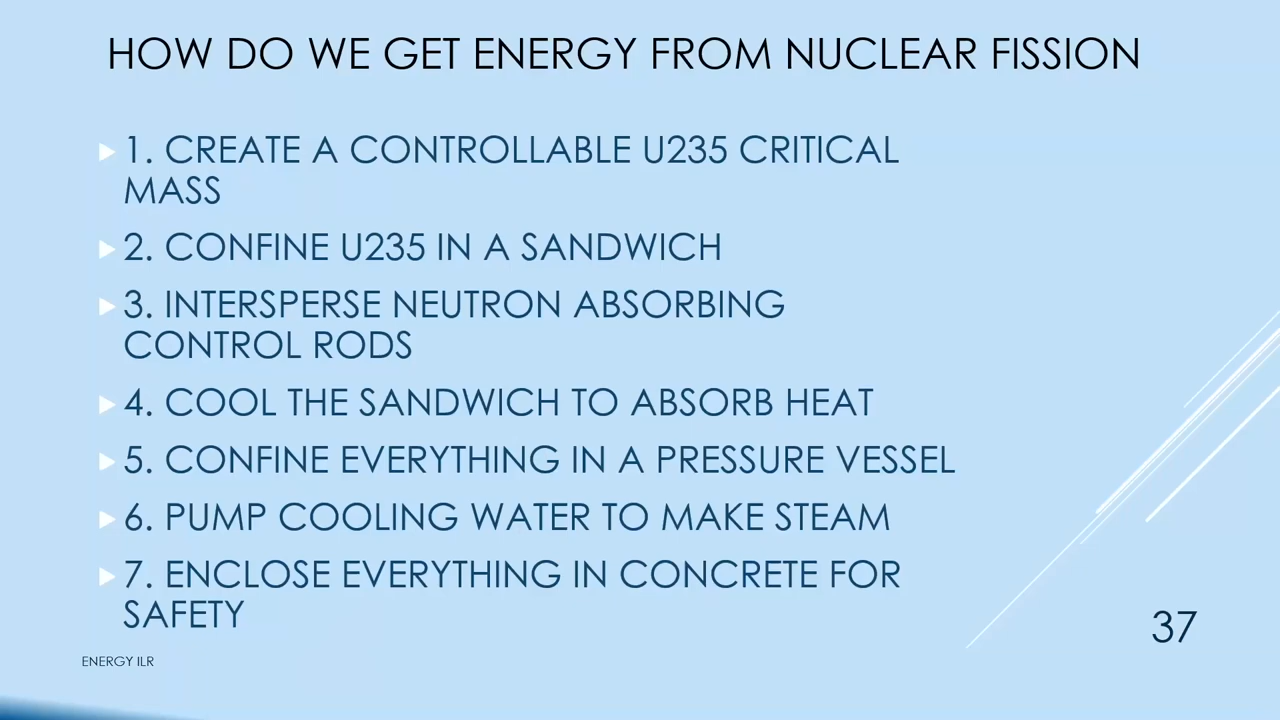 HOW DO WE GET ENERGY FROM NUCLEAR FISSION
1. CREATE A CONTROLLABLE U235 CRITICAL
MASS
2. CONFINE U235 IN A SANDWICH
3. INTERSPERSE NEUTRON ABSORBING
CONTROL RODS
4. COOL THE SANDWICH TO ABSORB HEAT
5. CONFINE EVERYTHING IN A PRESSURE VESSEL
6. PUMP COOLING WATER TO MAKE STEAM
7. ENCLOSE EVERYTHING IN CONCRETE FOR
SAFETY
37
ENERGY ILR